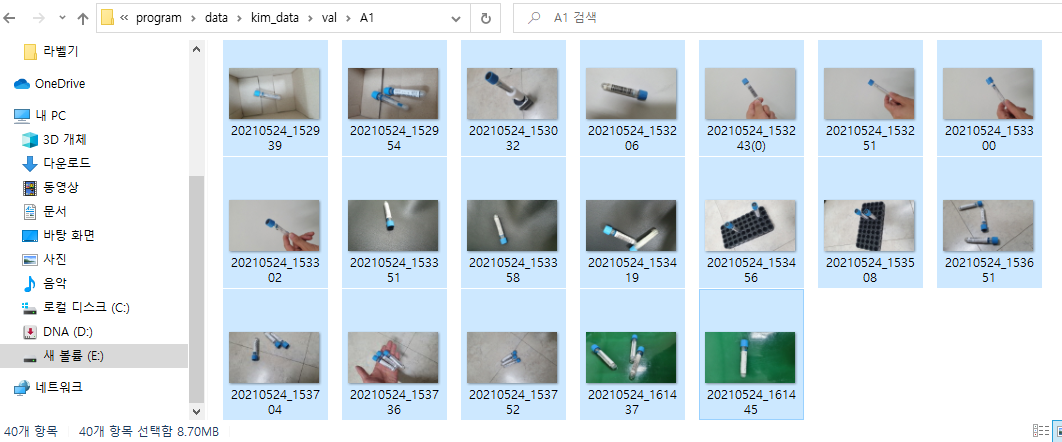 « program > data > kim_data > val > A1
A1 검색
라벨기
OneDrive
내 PC
3D 개체
다운로드
동영상
문서
바탕 화면
사진
음악
로컬 디스크 (C:)
DNA (D:)
새 볼륨 (E:)
네트워크
20210524_1529
39
20210524_1529
54
20210524_1530
32
20210524_1532
06
20210524_1532
43(0)
20210524_1532
51
20210524_1533
00
20210524_1533
02
20210524_1533
51
20210524_1533
58
20210524_1534
19
20210524_1534
56
20210524_1535
08
20210524_1536
51
20210524_1537
04
20210524_1537
36
20210524_1537
52
20210524_1614
37
20210524_1614
45
40개 항목
40개 항목 선택함 8.70MB